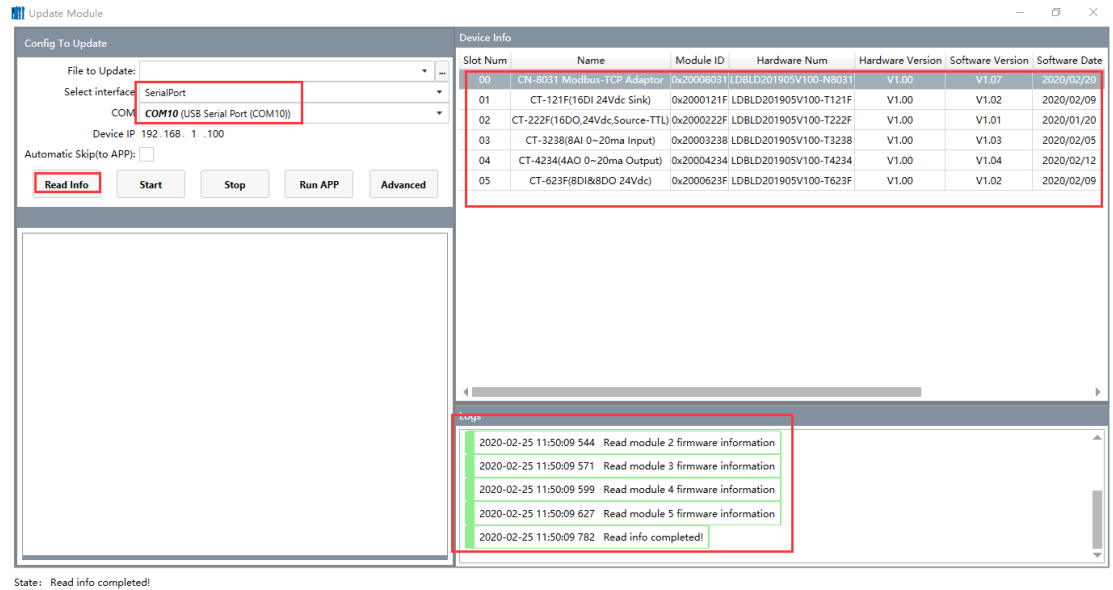 Update Module
Config To Update
File to Update:
...
Select interface SerialPort
COM COM10 (USB Serial Port (COM10))
Device IP 192.168. 1 .100
Automatic Skip(to APP):
Read Info Start Stop Run APP Advanced
Device Info
Slot Num Name Module ID Hardware Num Hardware Version Software Version Software Date
00 CN-8031 Modbus-TCP Adaptor 0x20008031 LDBLD201905V100-N8031 V1.00 V1.07 2020/02/20
01 CT-121F(16DI 24Vdc Sink) 0x2000121F LDBLD201905V100-T121F V1.00 V1.02 2020/02/09
02 CT-222F(16DO,24Vdc,Source-TTL) 0x2000222F LDBLD201905V100-T222F V1.00 V1.01 2020/01/20
03 CT-3238(8AI 0~20ma Input) 0x20003238 LDBLD201905V100-T3238 V1.00 V1.03 2020/02/05
04 CT-4234(4AO 0~20ma Output) 0x20004234 LDBLD201905V100-T4234 V1.00 V1.04 2020/02/12
05 CT-623F(8DI&8DO 24Vdc) 0x2000623F LDBLD201905V100-T623F V1.00 V1.02 2020/02/09
Logs
2020-02-25 11:50:09 544 Read module 2 firmware information
2020-02-25 11:50:09 571 Read module 3 firmware information
2020-02-25 11:50:09 599 Read module 4 firmware information
2020-02-25 11:50:09 627 Read module 5 firmware information
2020-02-25 11:50:09 782 Read info completed!
State: Read info completed!